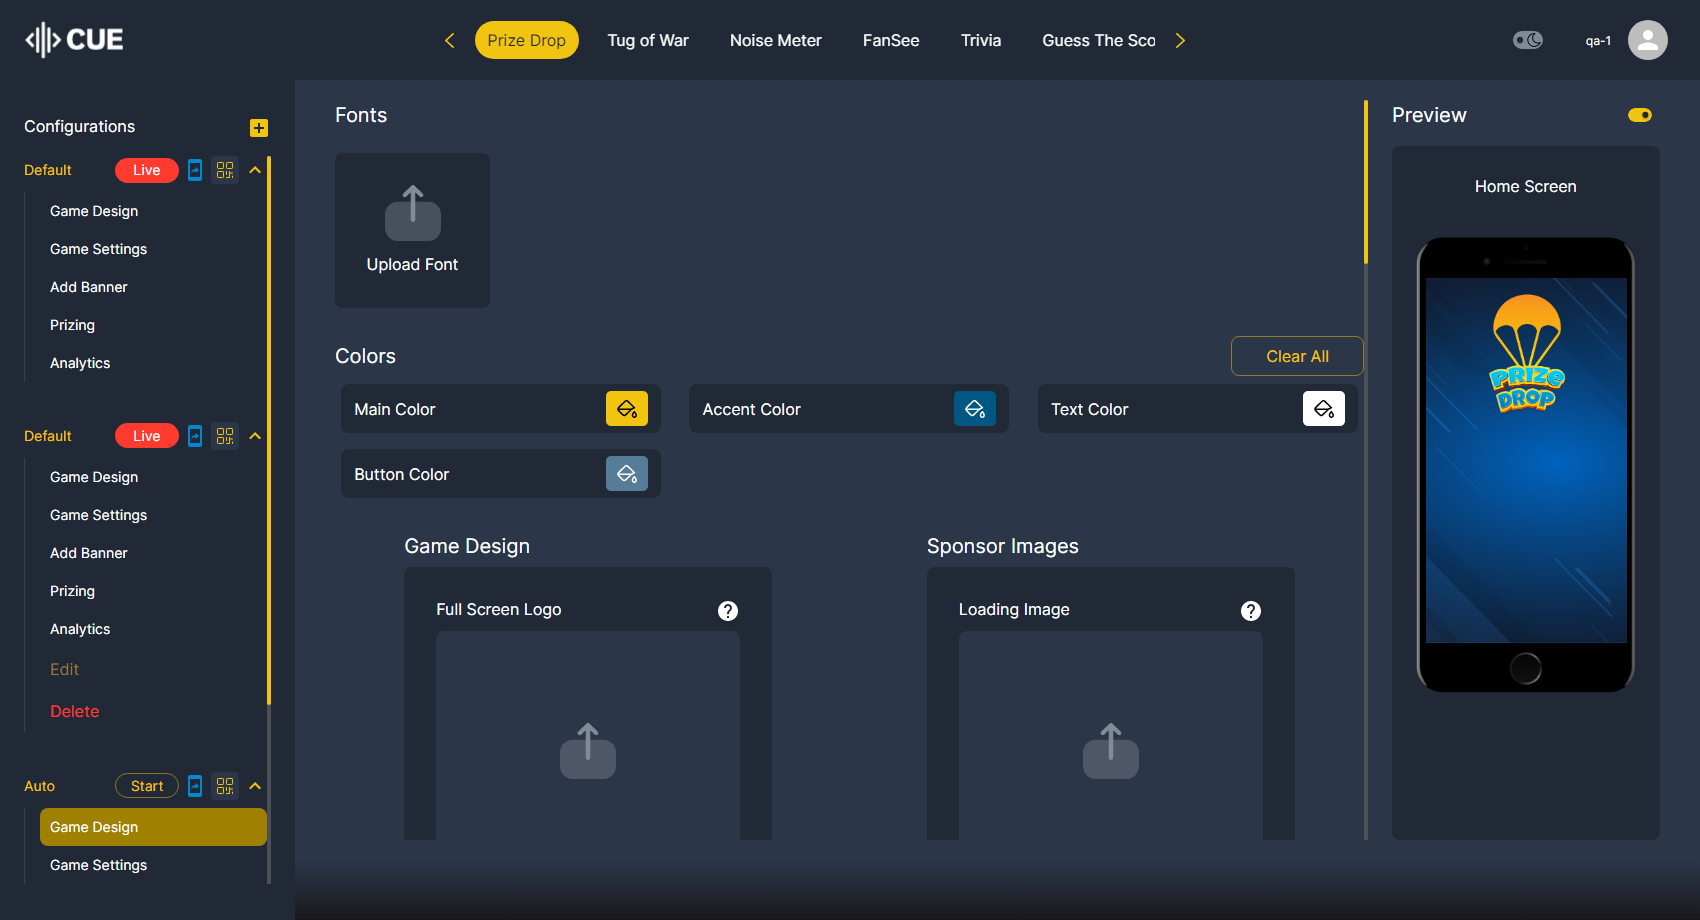 CUE
Prize Drop
Tug of War
Noise Meter
FanSee
Trivia
Guess The Sco
qa-1
Configurations
Default
Live
Game Design
Game Settings
Add Banner
Prizing
Analytics
Default
Live
Game Design
Game Settings
Add Banner
Prizing
Analytics
Edit
Delete
Auto
Start
Game Design
Game Settings
Fonts
Upload Font
Colors
Clear All
Main Color
Accent Color
Text Color
Button Color
Game Design
Sponsor Images
Full Screen Logo
?
Loading Image
?
Preview
Home Screen
PRIZE
DROP